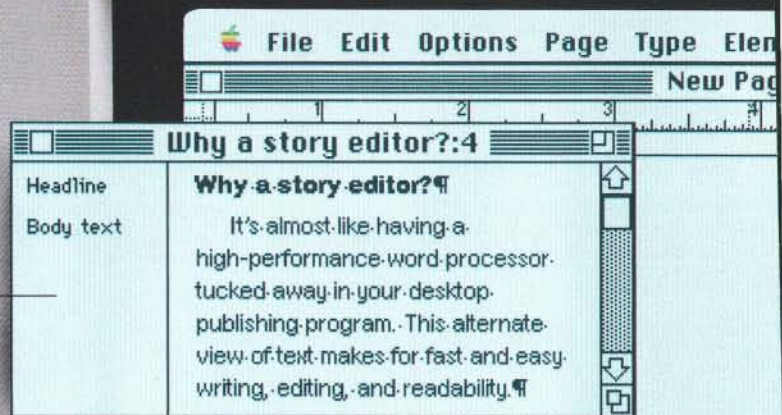 File Edit Options Page Type Elen
New Pag
1 2 3 4
Why a story editor?:4
Headline
Body text
Why·a·story·editor?¶
It's·almost·like·having·a·
high-performance·word·processor·
tucked·away·in·your·desktop·
publishing·program.·This·alternate·
view·of·text·makes·for·fast·and·easy·
writing,·editing,·and·readability.¶